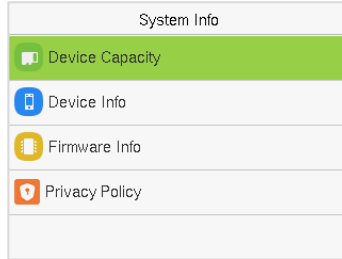 System Info
Device Capacity
Device Info
Firmware Info
Privacy Policy